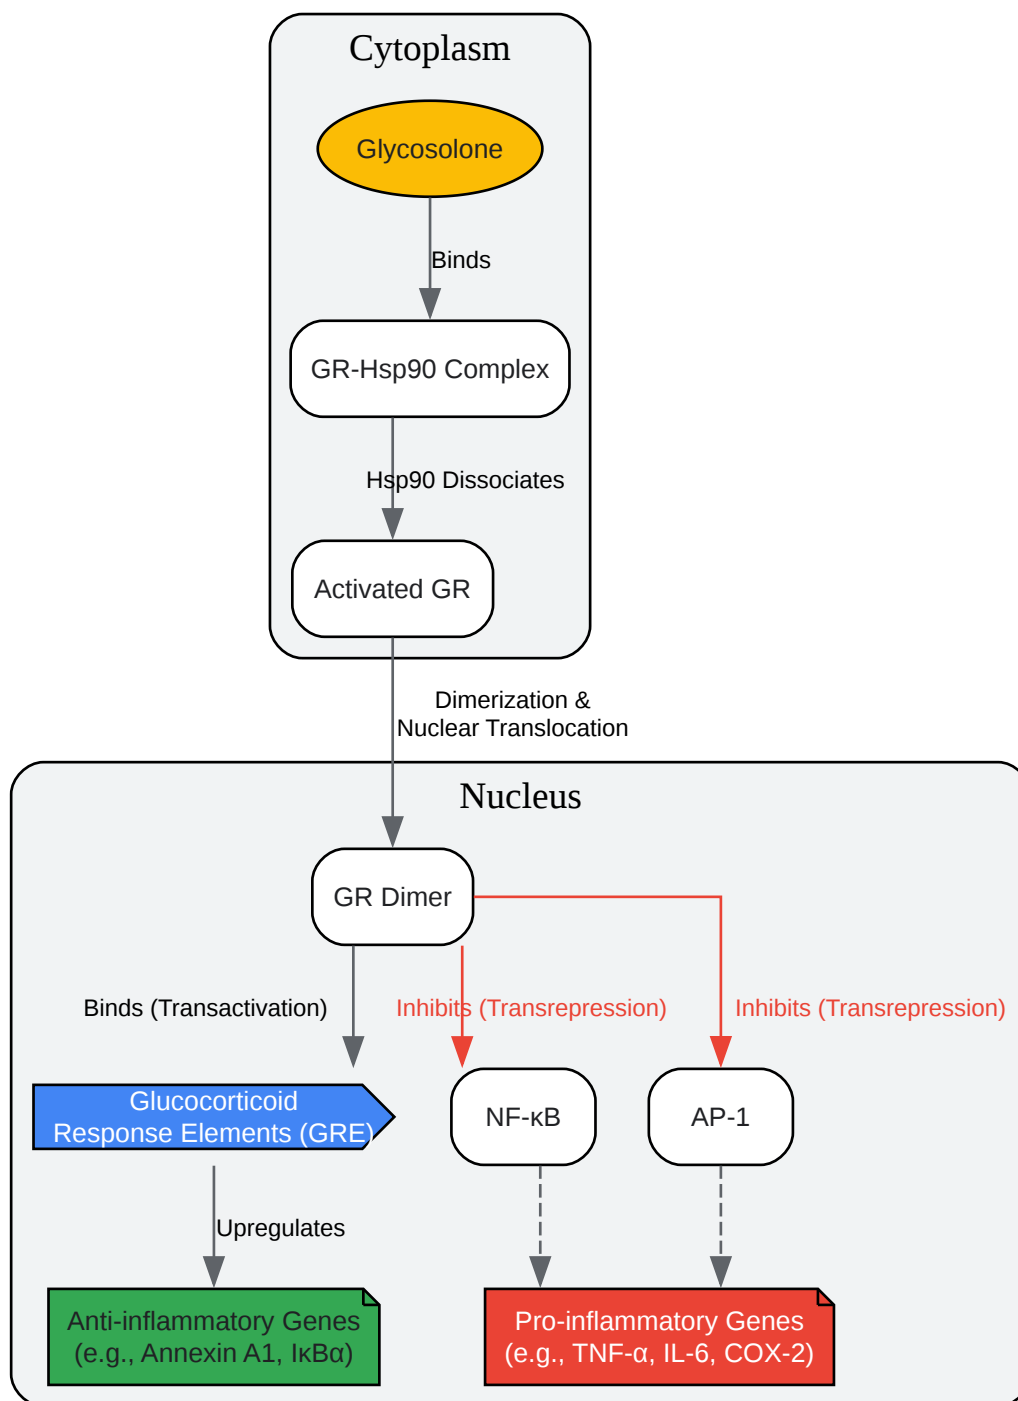 Cytoplasm
Glycosolone
Binds
GR-Hsp90 Complex
Hsp90 Dissociates
Activated GR
Dimerization &
Nuclear Translocation
Nucleus
GR Dimer
Binds (Transactivation)
Inhibits (Transrepression)
Inhibits (Transrepression)
Glucocorticoid
Response Elements (GRE)
NF-κB
AP-1
Upregulates
Anti-inflammatory Genes
(e.g., Annexin A1, IκBα)
Pro-inflammatory Genes
(e.g., TNF-α, IL-6, COX-2)